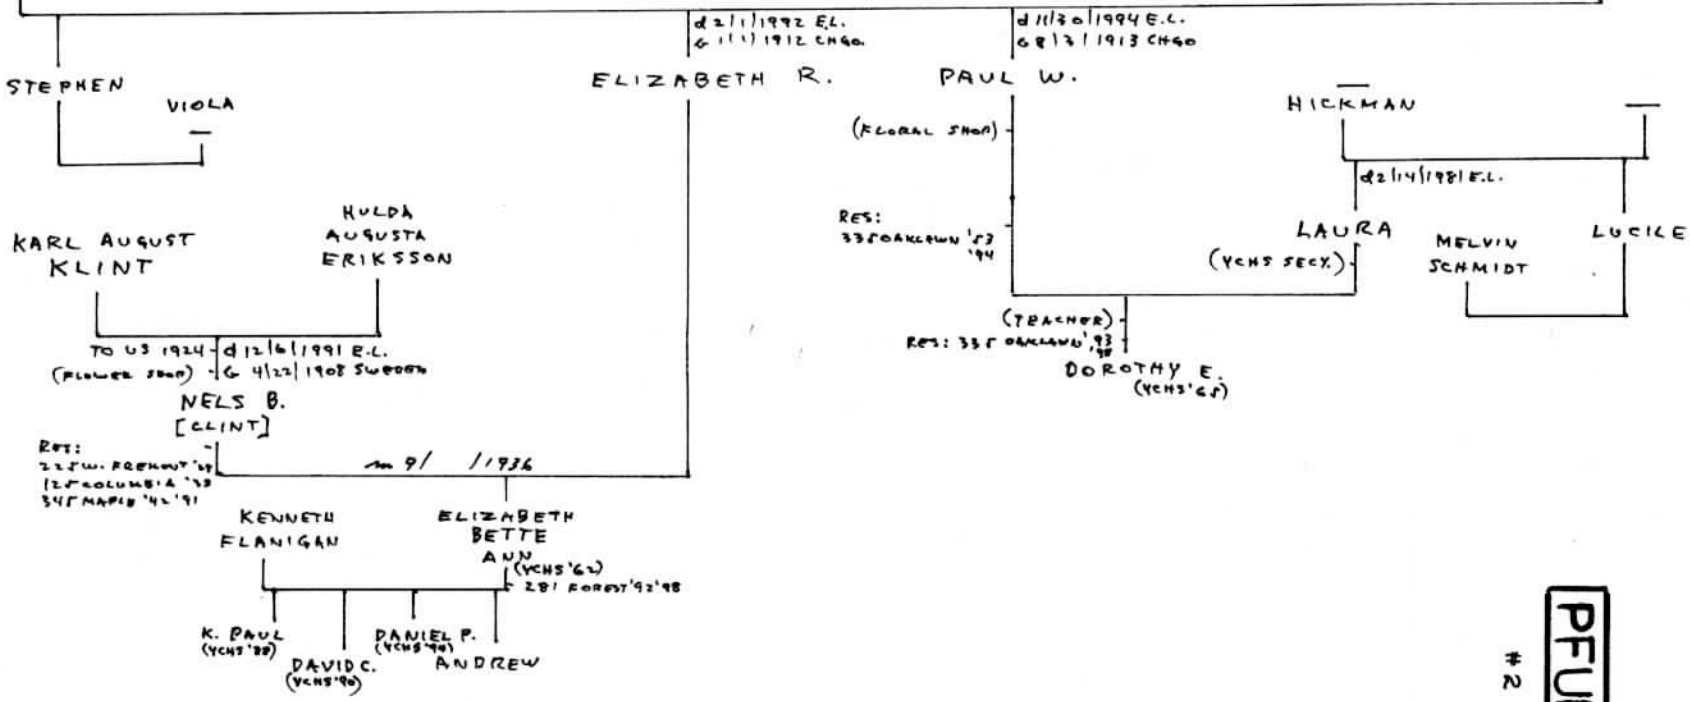 d 2/1/1992 E.L.
b 1/1/1912 CHGO.
d 11/30/1994 E.L.
b 8/3/1913 CHGO
STEPHEN
VIOLA
ELIZABETH R.
PAUL W.
HICKMAN
(FLORAL SHOP)
d 2/14/1981 E.L.
HULDA
AUGUSTA
ERIKSSON
KARL AUGUST
KLINT
RES:
335 OAKLAWN '53
'94
LAURA
(YCHS SECY.)
MELVIN
SCHMIDT
LUCILE
TO US 1924
d 12/6/1991 E.L.
(FLOWER SHOP)
b 4/22/1908 SWEDEN
(TEACHER)
RES: 335 OAKLAWN '93
'98
DOROTHY E.
(YCHS '65)
NELS B.
[CLINT]
RES:
225 W. FREMONT
125 COLUMBIA '38
345 MAPLE '42 '91
m 9/ /1936
KENNETH
FLANIGAN
ELIZABETH
BETTE
ANN
(YCHS '62)
281 FOREST '92 '98
K. PAUL
(YCHS '88)
DAVID C.
(YCHS '90)
DANIEL P.
(YCHS '94)
ANDREW
#2